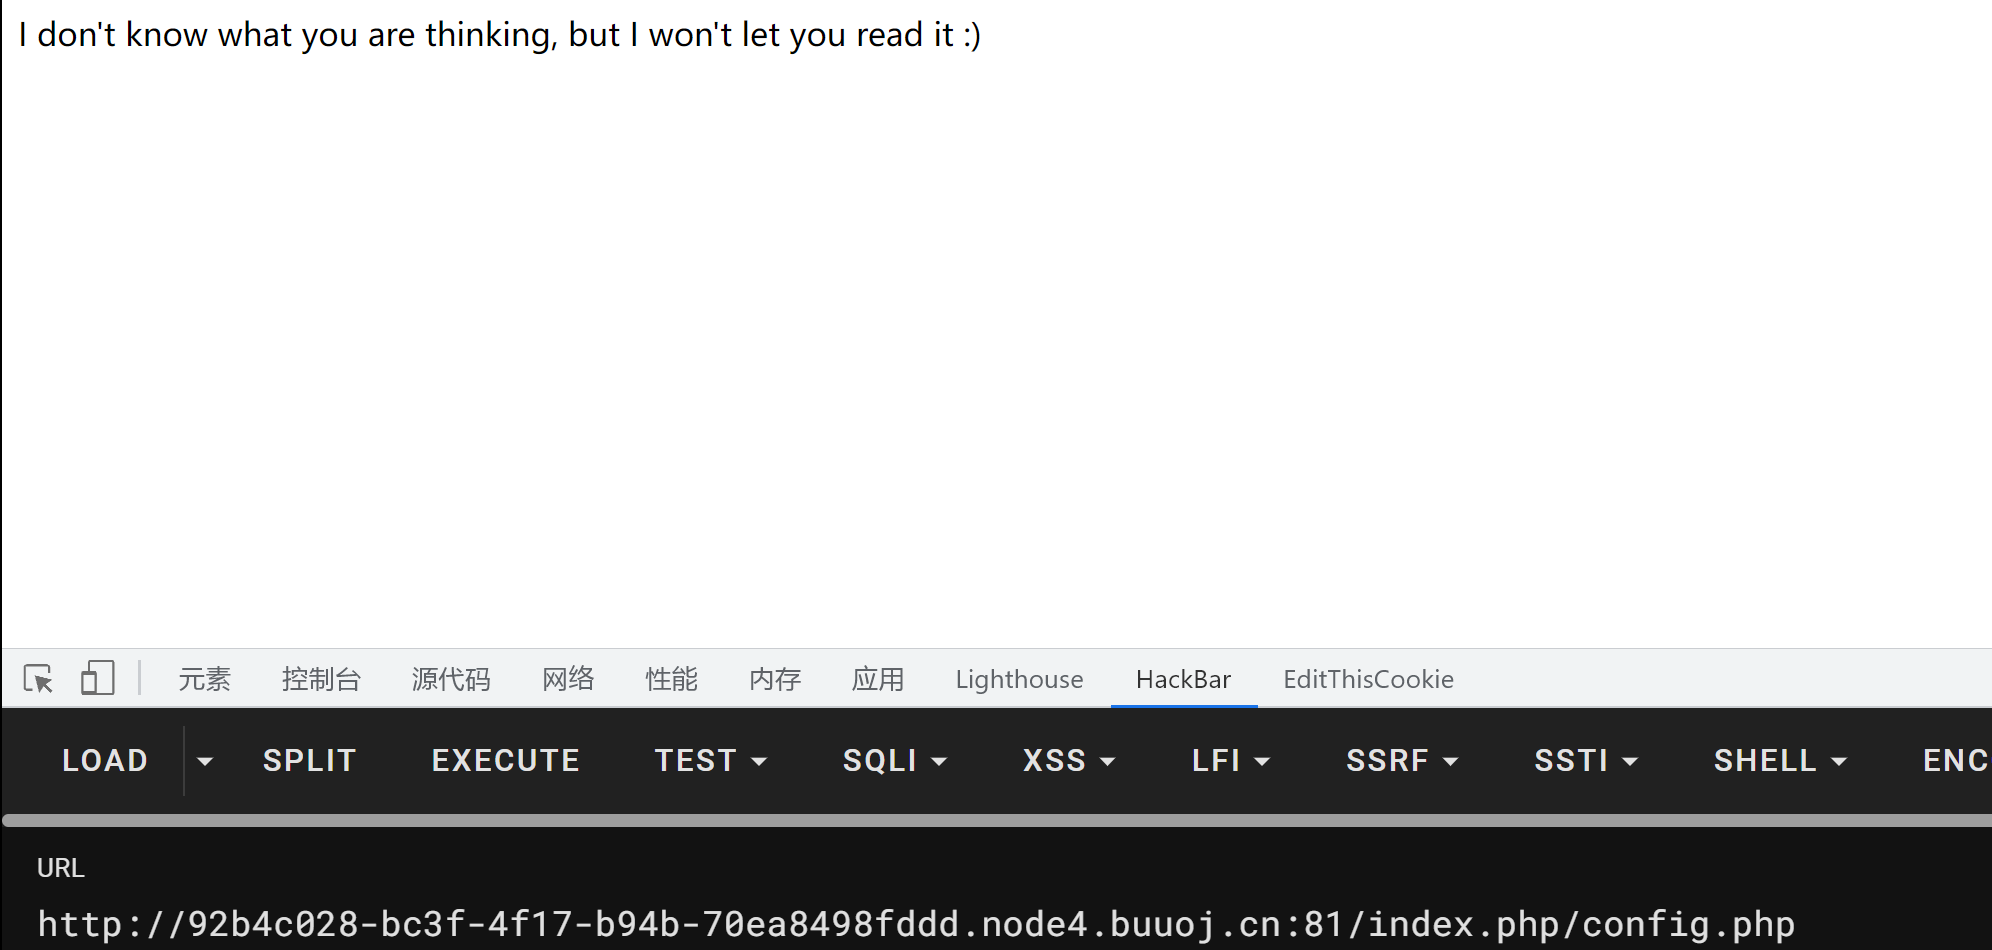 I don't know what you are thinking, but I won't let you read it :)
元素 控制台 源代码 网络 性能 内存 应用 Lighthouse HackBar EditThisCookie
LOAD SPLIT EXECUTE TEST SQLI XSS LFI SSRF SSTI SHELL ENC
URL
http://92b4c028-bc3f-4f17-b94b-70ea8498fddd.node4.buuoj.cn:81/index.php/config.php